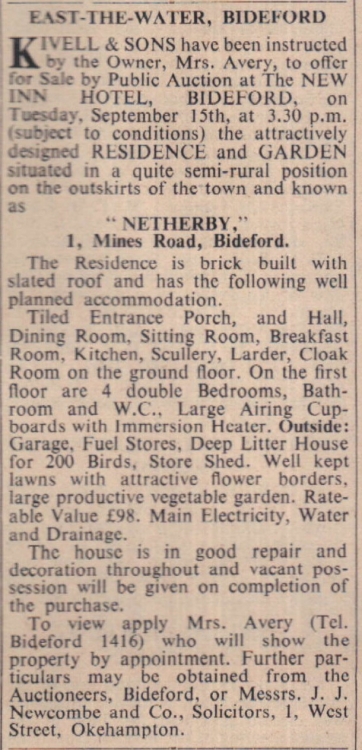 EAST-THE-WATER, BIDEFORD
KIVELL & SONS have been instructed
by the Owner, Mrs. Avery, to offer
for Sale by Public Auction at The NEW
INN HOTEL, BIDEFORD, on
Tuesday, September 15th, at 3.30 p.m.
(subject to conditions) the attractively
designed RESIDENCE and GARDEN
situated in a quite semi-rural position
on the outskirts of the town and known
as
" NETHERBY,"
1, Mines Road, Bideford.
The Residence is brick built with
slated roof and has the following well
planned accommodation.
Tiled Entrance Porch, and Hall,
Dining Room, Sitting Room, Breakfast
Room, Kitchen, Scullery, Larder, Cloak
Room on the ground floor. On the first
floor are 4 double Bedrooms, Bath-
room and W.C., Large Airing Cup-
boards with Immersion Heater. Outside:
Garage, Fuel Stores, Deep Litter House
for 200 Birds, Store Shed. Well kept
lawns with attractive flower borders,
large productive vegetable garden. Rate-
able Value £98. Main Electricity, Water
and Drainage.
The house is in good repair and
decoration throughout and vacant pos-
session will be given on completion of
the purchase.
To view apply Mrs. Avery (Tel.
Bideford 1416) who will show the
property by appointment. Further par-
ticulars may be obtained from the
Auctioneers, Bideford, or Messrs. J. J.
Newcombe and Co., Solicitors, 1, West
Street, Okehampton.